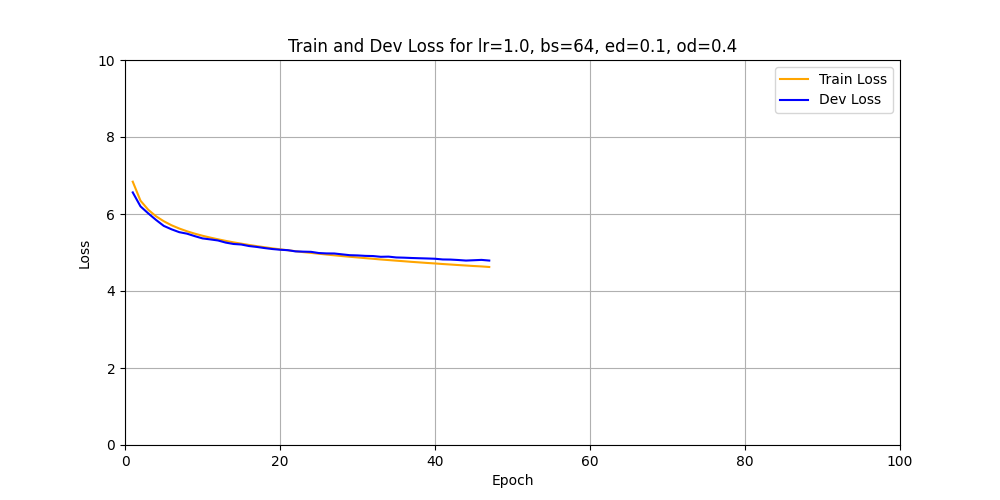 Train and Dev Loss for lr=1.0, bs=64, ed=0.1, od=0.4
Train Loss
Dev Loss
Loss
10
8
6
4
2
0
0 20 40 60 80 100
Epoch